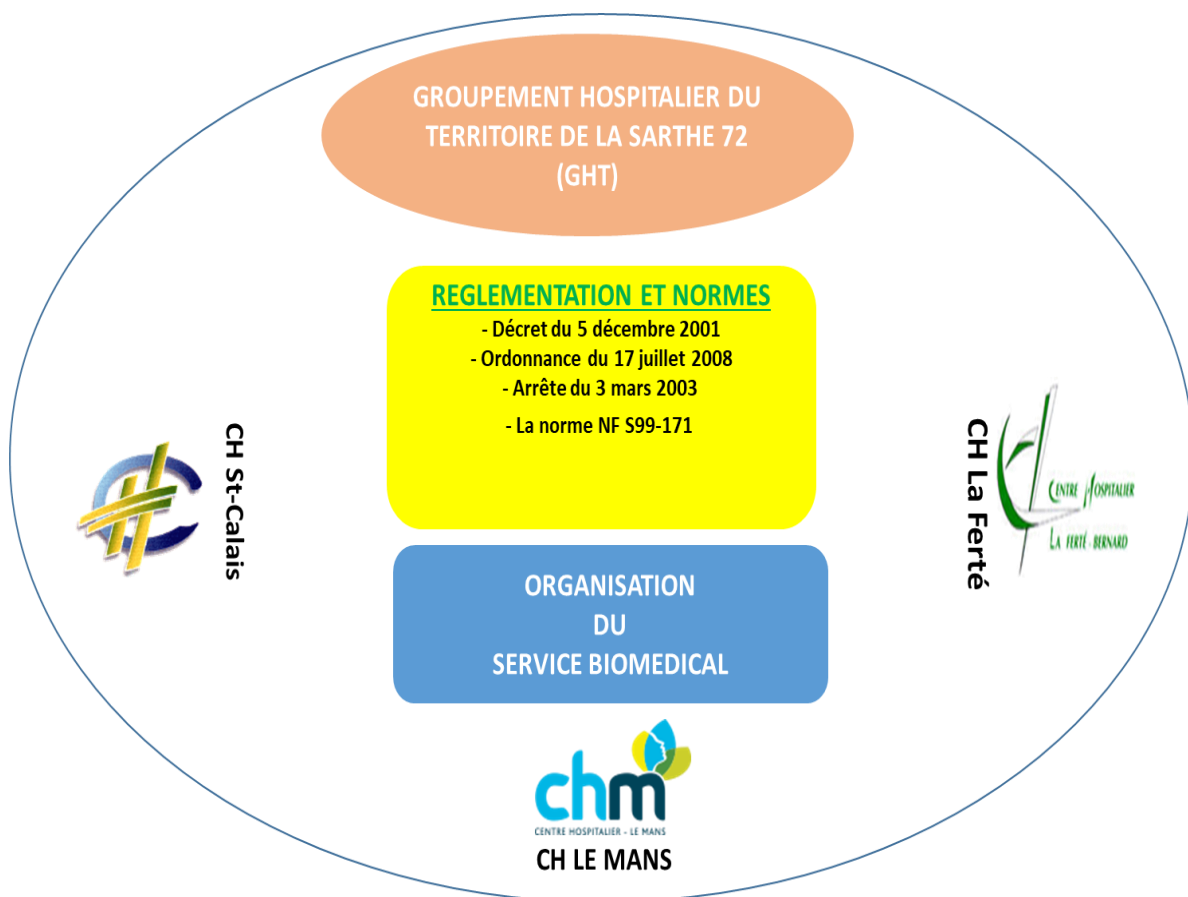 GROUPEMENT HOSPITALIER DU
TERRITOIRE DE LA SARTHE 72
(GHT)
REGLEMENTATION ET NORMES
- Décret du 5 décembre 2001
- Ordonnance du 17 juillet 2008
- Arrête du 3 mars 2003
- La norme NF S99-171
CH St-Calais
CH La Ferté
CENTRE HOSPITALIER
LA FERTÉ-BERNARD
ORGANISATION
DU
SERVICE BIOMEDICAL
chm
CENTRE HOSPITALIER - LE MANS
CH LE MANS